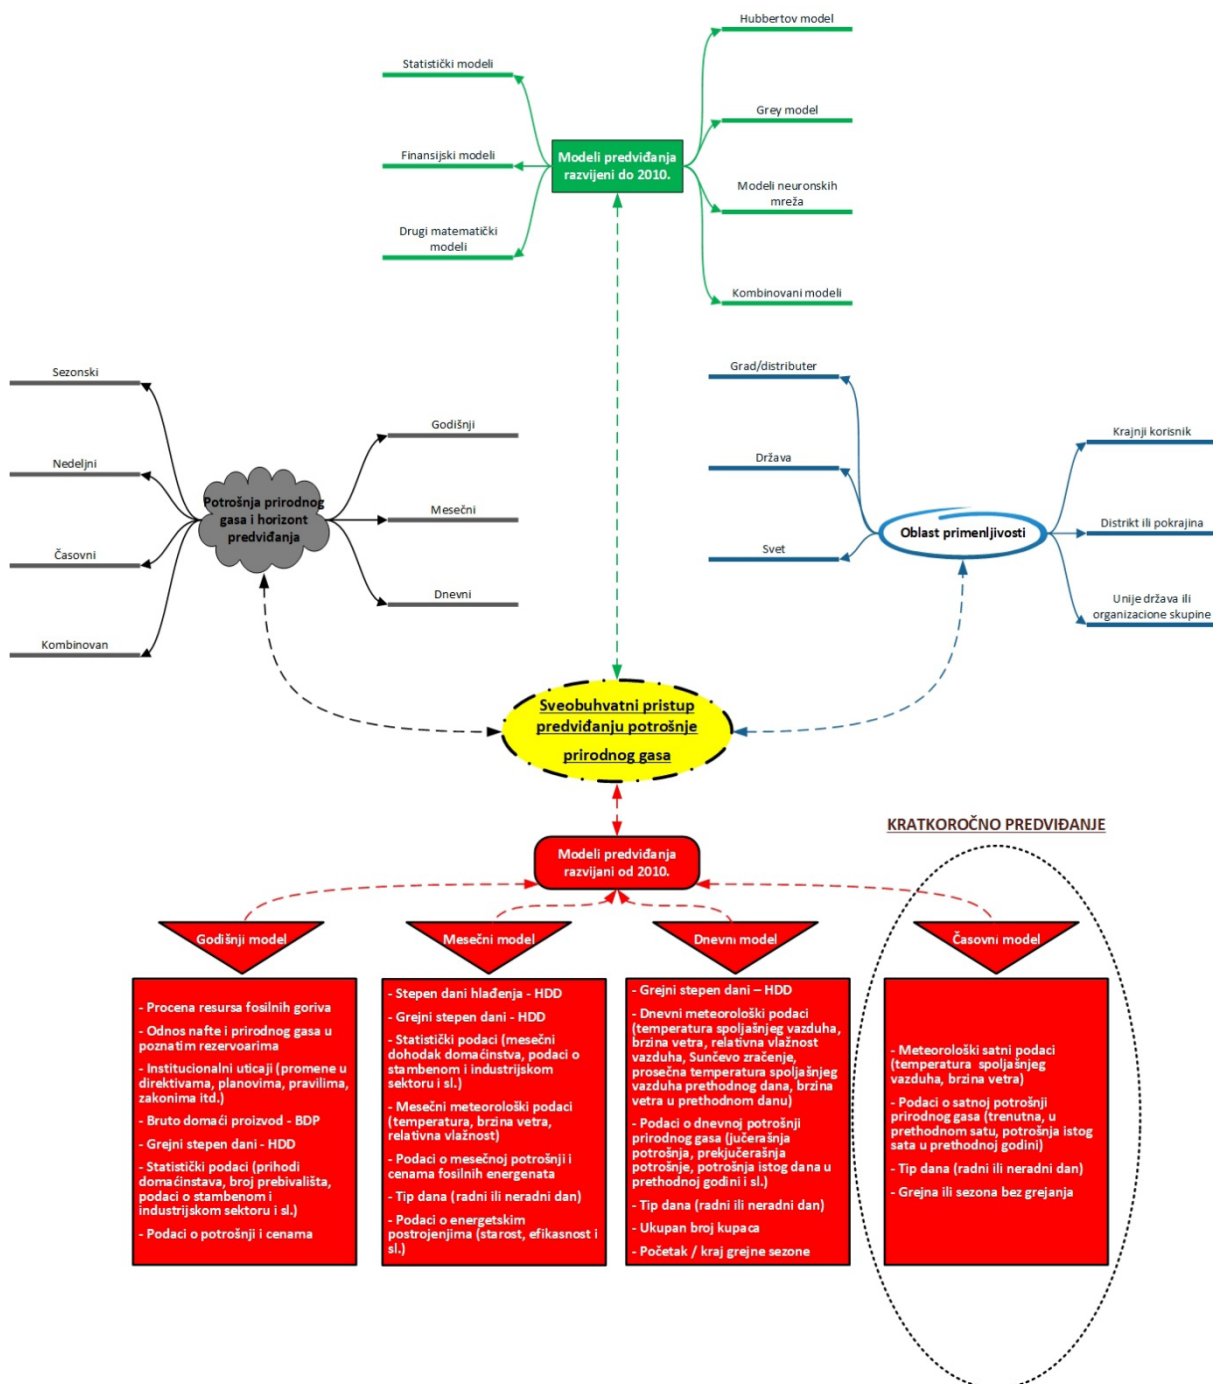 Hubbertov model
Statistički modeli
Grey model
Modeli predviđanja
razvijeni do 2010.
Finansijski modeli
Modeli neuronskih
mreža
Drugi matematički
modeli
Kombinovani modeli
Sezonski
Godišnji
Nedeljni
Potrošnja prirodnog
gasa i horizont
predviđanja
Mesečni
Časovni
Dnevni
Kombinovan
Grad/distributer
Krajnji korisnik
Država
Oblast primenljivosti
Distrikt ili pokrajina
Svet
Unije država ili
organizacione skupine
Sveobuhvatni pristup
predviđanju potrošnje
prirodnog gasa
KRATKOROČNO PREDVIĐANJE
Modeli predviđanja
razvijani od 2010.
Godišnji model
- Procena resursa fosilnih goriva
- Odnos nafte i prirodnog gasa u
poznatim rezervoarima
- Institucionalni uticaji (promene u
direktivama, planovima, pravilima,
zakonima itd.)
- Bruto domaći proizvod - BDP
- Grejni stepen dani - HDD
- Statistički podaci (prihodi
domaćinstava, broj prebivališta,
podaci o stambenom i
industrijskom sektoru i sl.)
- Podaci o potrošnji i cenama
Mesečni model
- Stepen dani hlađenja - HDD
- Grejni stepen dani - HDD
- Statistički podaci (mesečni
dohodak domaćinstva, podaci o
stambenom i industrijskom
sektoru i sl.)
- Mesečni meteorološki podaci
(temperatura, brzina vetra,
relativna vlažnost)
- Podaci o mesečnoj potrošnji i
cenama fosilnih energenata
- Tip dana (radni ili neradni dan)
- Podaci o energetskim
postrojenjima (starost, efikasnost i
sl.)
Dnevni model
- Grejni stepen dani – HDD
- Dnevni meteorološki podaci
(temperatura spoljašnjeg vazduha,
brzina vetra, relativna vlažnost
vazduha, Sunčevo zračenje,
prosečna temperatura spoljašnjeg
vazduha prethodnog dana, brzina
vetra u prethodnom danu)
- Podaci o dnevnoj potrošnji
prirodnog gasa (jučerašnja
potrošnja, prekjučerašnja
potrošnje, potrošnja istog dana u
prethodnoj godini i sl.)
- Tip dana (radni ili neradni dan)
- Ukupan broj kupaca
- Početak / kraj grejne sezone
Časovni model
- Meteorološki satni podaci
(temperatura spoljašnjeg
vazduha, brzina vetra)
- Podaci o satnoj potrošnji
prirodnog gasa (trenutna, u
prethodnom satu, potrošnja istog
sata u prethodnoj godini)
- Tip dana (radni ili neradni dan)
- Grejna ili sezona bez grejanja